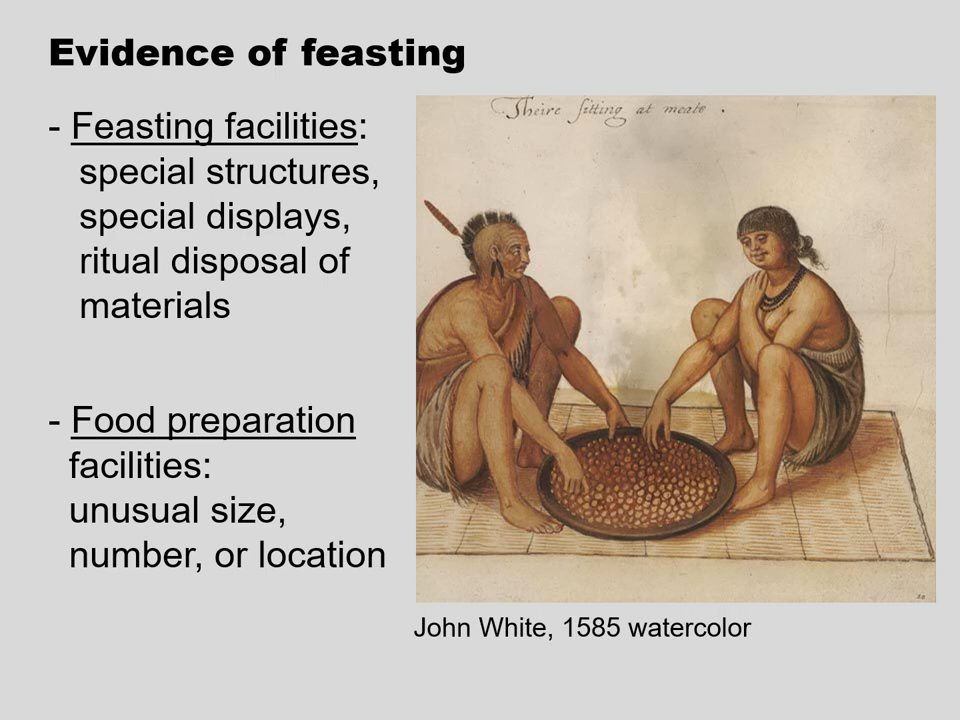 Evidence of feasting
- Feasting facilities:
special structures,
special displays,
ritual disposal of
materials
- Food preparation
facilities:
unusual size,
number, or location
Theire sitting at meate .
John White, 1585 watercolor